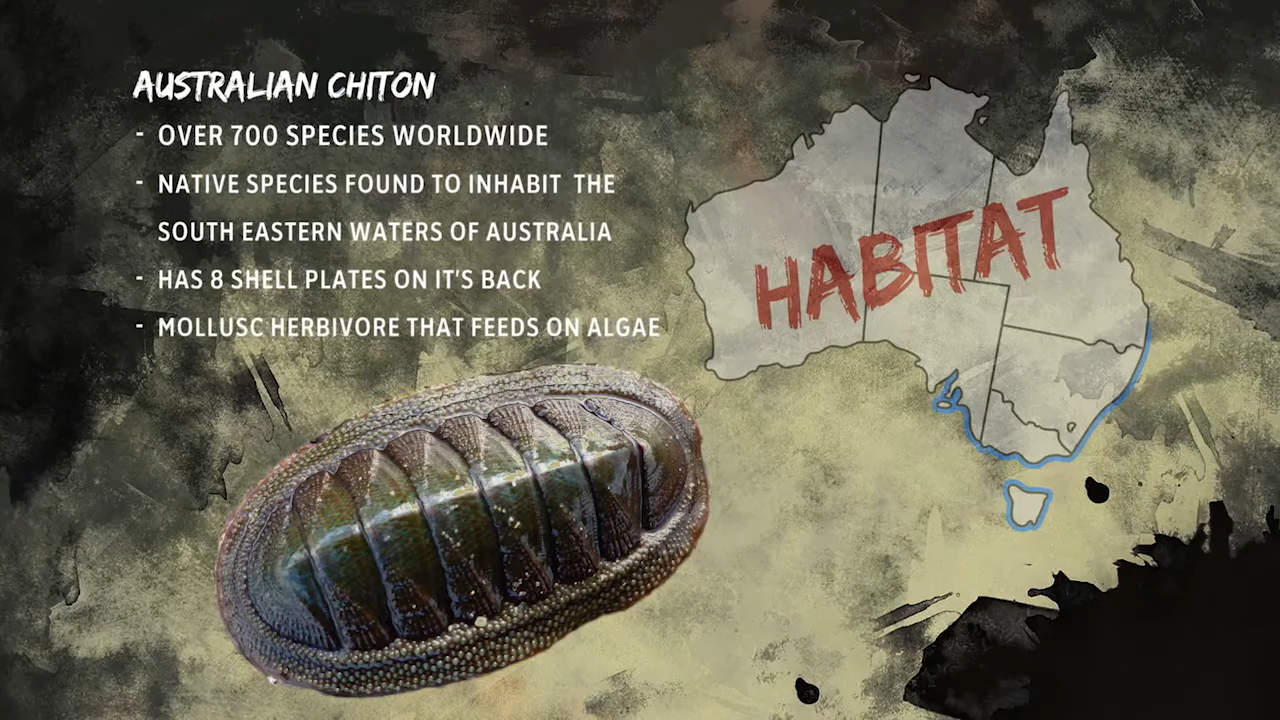 AUSTRALIAN CHITON
- OVER 700 SPECIES WORLDWIDE
- NATIVE SPECIES FOUND TO INHABIT THE
SOUTH EASTERN WATERS OF AUSTRALIA
- HAS 8 SHELL PLATES ON IT'S BACK
- MOLLUSC HERBIVORE THAT FEEDS ON ALGAE
HABITAT